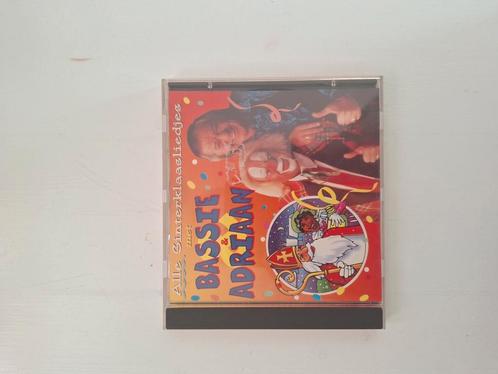 Alle Sinterklaasliedjes
met
BASSIE
&
ADRIAAN